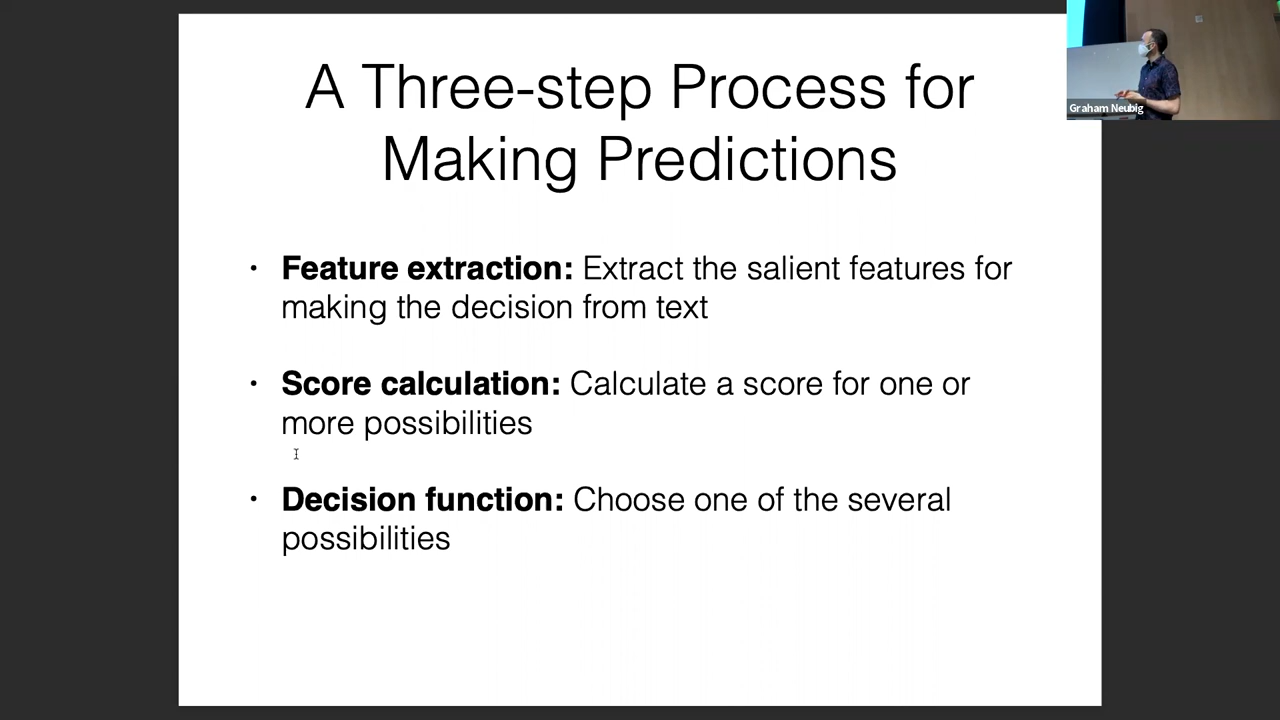 A Three-step Process for
Making Predictions
Graham Neubig
• Feature extraction: Extract the salient features for
making the decision from text
• Score calculation: Calculate a score for one or
more possibilities
• Decision function: Choose one of the several
possibilities